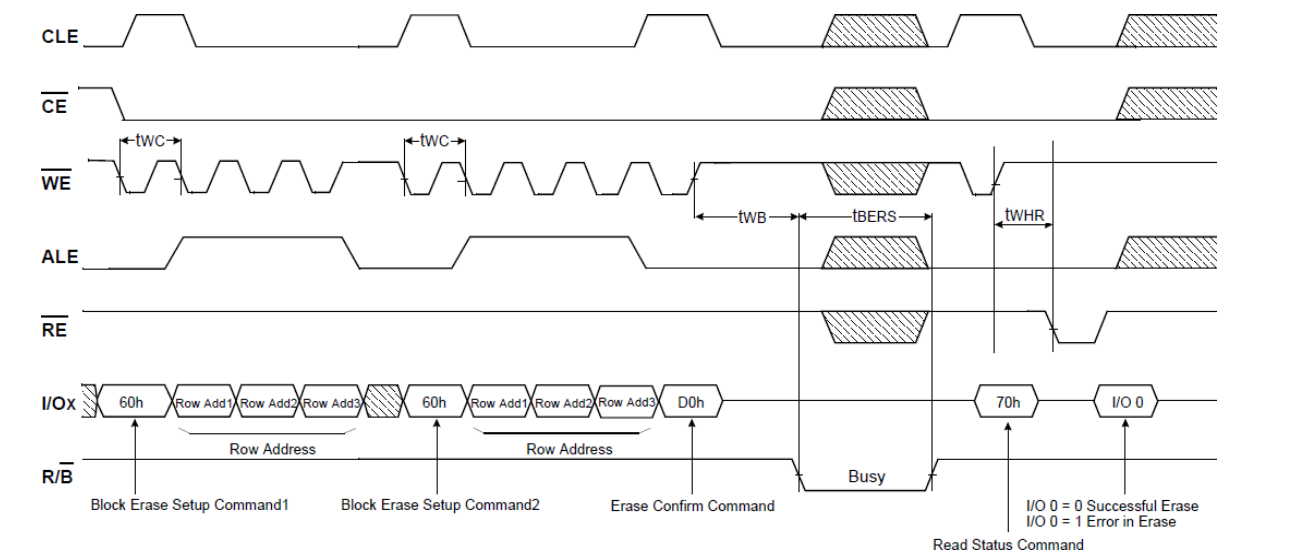 CLE
CE
tWC
tWC
WE
tWB
tBERS
tWHR
ALE
RE
I/Ox
60h
Row Add1
Row Add2
Row Add3
60h
Row Add1
Row Add2
Row Add3
D0h
70h
I/O 0
Row Address
Row Address
R/B
Busy
Block Erase Setup Command1
Block Erase Setup Command2
Erase Confirm Command
I/O 0 = 0 Successful Erase
I/O 0 = 1 Error in Erase
Read Status Command